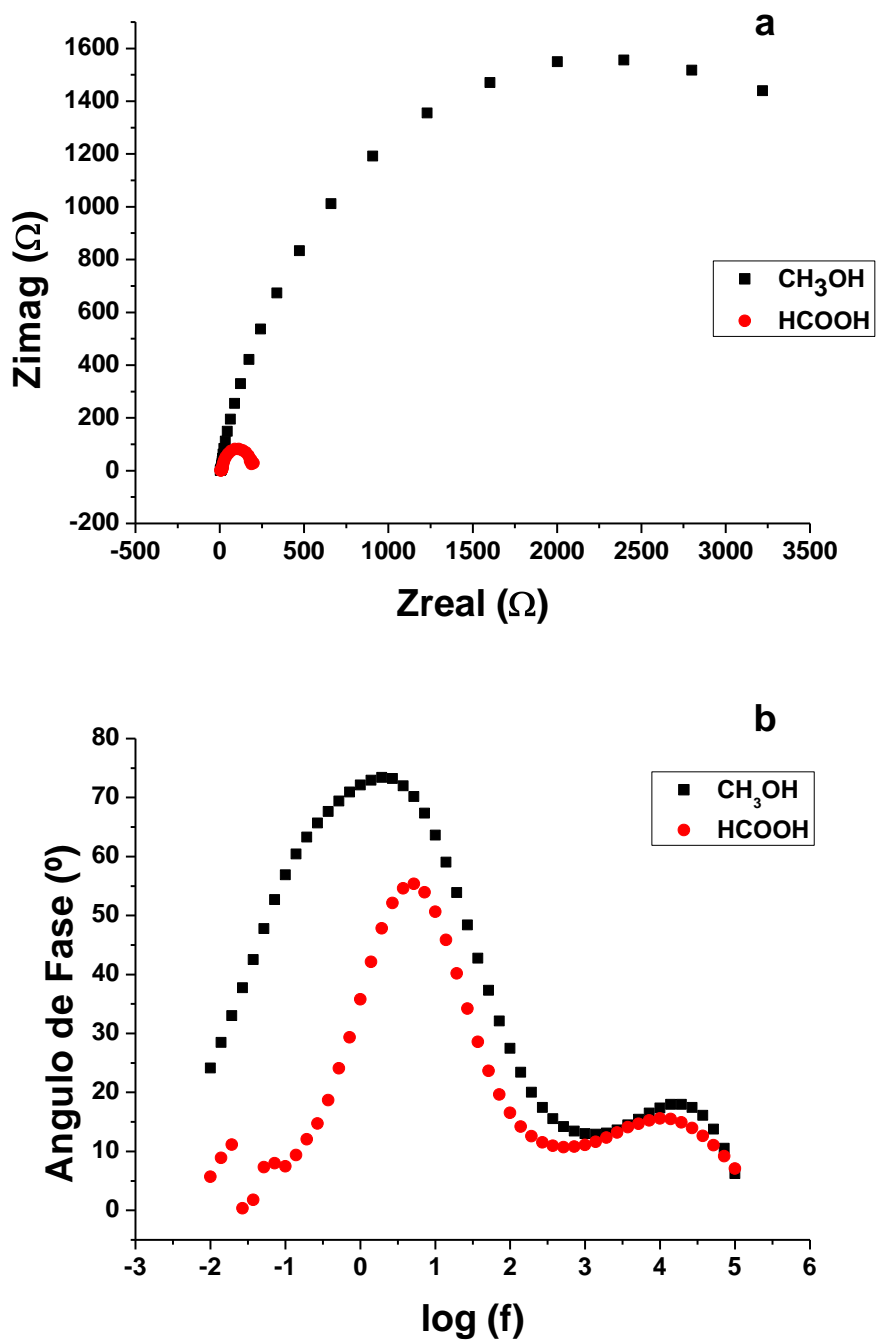 a
1600
1400
1200
1000
800
600
400
200
0
-200
-500 0 500 1000 1500 2000 2500 3000 3500
Zimag (Ω)
Zreal (Ω)
CH3OH
HCOOH
b
80
70
60
50
40
30
20
10
0
-3 -2 -1 0 1 2 3 4 5 6
Angulo de Fase (º)
log (f)
CH3OH
HCOOH